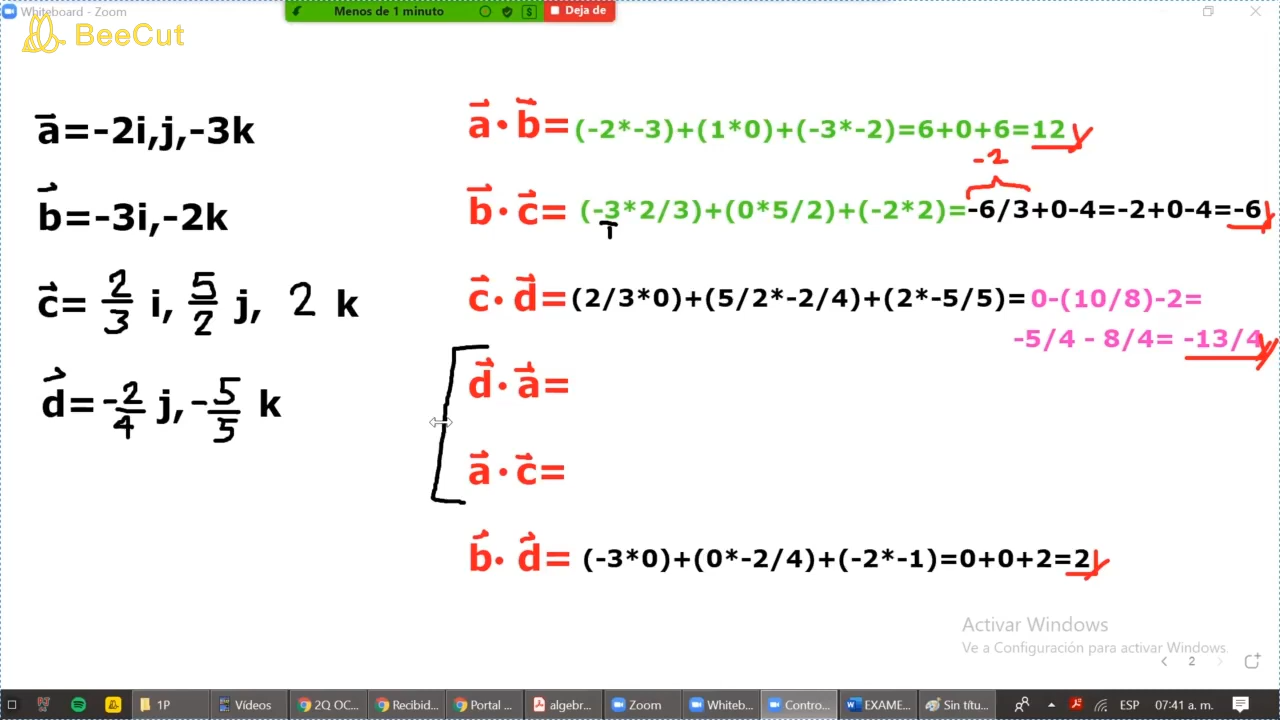 Whiteboard - Zoom
Menos de 1 minuto
Deja de
BeeCut
a=-2i,j,-3k
b=-3i,-2k
c= 2/3 i, 5/2 j, 2 k
d= -2/4 j, -5/5 k
a·b=(-2*-3)+(1*0)+(-3*-2)=6+0+6=12
-2
b·c= (-3*2/3)+(0*5/2)+(-2*2)=-6/3+0-4=-2+0-4=-6
1
c·d=(2/3*0)+(5/2*-2/4)+(2*-5/5)=0-(10/8)-2=
-5/4 - 8/4= -13/4
d·a=
a·c=
b·d= (-3*0)+(0*-2/4)+(-2*-1)=0+0+2=2
Activar Windows
Ve a Configuración para activar Windows.
2
1P
Vídeos
2Q OC...
Recibid...
Portal ...
algebr...
Zoom
Whiteb...
Contro...
EXAME...
Sin títu...
ESP
07:41 a. m.